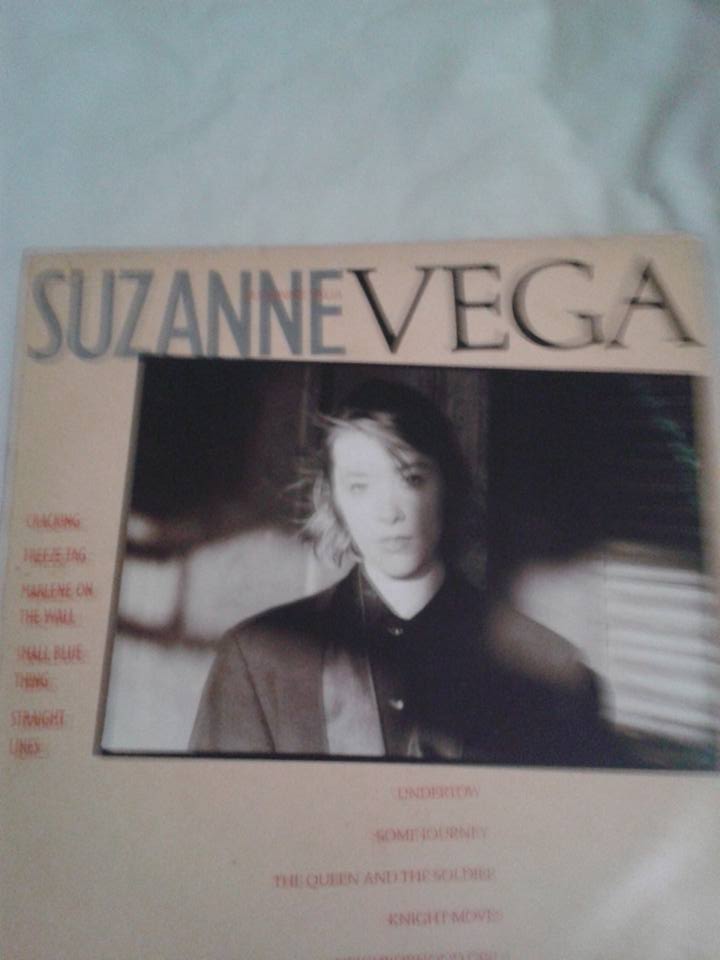 SUZANNE VEGA
CRACKING
FREEZE TAG
MARLENE ON
THE WALL
SMALL BLUE
THING
STRAIGHT
LINES
UNDERTOW
SOME JOURNEY
THE QUEEN AND THE SOLDIER
KNIGHT MOVES